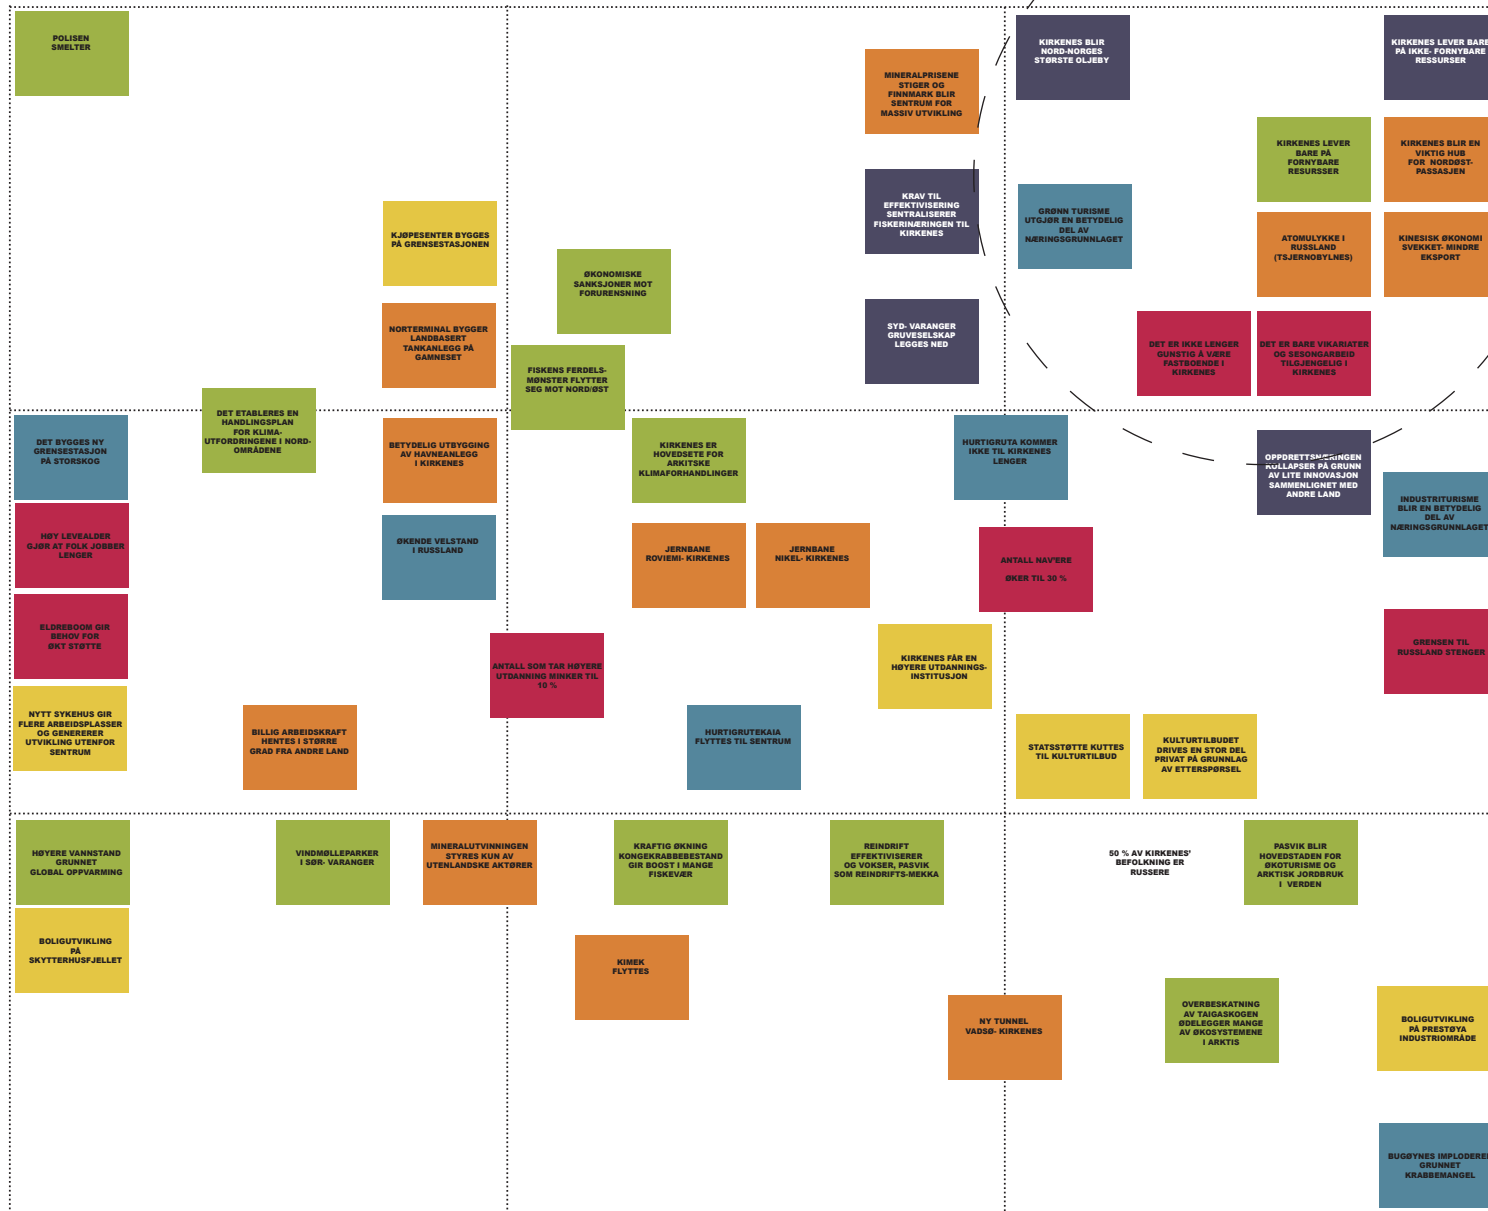 POLISEN
SMELTER
KIRKENES BLIR
NORD-NORGES
STØRSTE OLJEBY
KIRKENES LEVER BARE
PÅ IKKE- FORNYBARE
RESSURSER
MINERALPRISENE
STIGER OG
FINNMARK BLIR
SENTRUM FOR
MASSIV UTVIKLING
KIRKENES LEVER
BARE PÅ
FORNYBARE
RESURSSER
KIRKENES BLIR EN
VIKTIG HUB
FOR NORDØST-
PASSASJEN
KRAV TIL
EFFEKTIVISERING
SENTRALISERER
FISKERINÆRINGEN TIL
KIRKENES
GRØNN TURISME
UTGJØR EN BETYDELIG
DEL AV
NÆRINGSGRUNNLAGET
KJØPESENTER BYGGES
PÅ GRENSESTASJONEN
ATOMULYKKE I
RUSSLAND
(TSJERNOBYLNES)
KINESISK ØKONOMI
SVEKKET- MINDRE
EKSPORT
ØKONOMISKE
SANKSJONER MOT
FORURENSNING
NORTERMINAL BYGGER
LANDBASERT
TANKANLEGG PÅ
GAMNESET
SYD- VARANGER
GRUVESELSKAP
LEGGES NED
DET ER IKKE LENGER
GUNSTIG Å VÆRE
FASTBOENDE I
KIRKENES
DET ER BARE VIKARIATER
OG SESONGARBEID
TILGJENGELIG I
KIRKENES
FISKENS FERDELS-
MØNSTER FLYTTER
SEG MOT NORD/ØST
DET ETABLERES EN
HANDLINGSPLAN
FOR KLIMA-
UTFORDRINGENE I NORD-
OMRÅDENE
DET BYGGES NY
GRENSESTASJON
PÅ STORSKOG
BETYDELIG UTBYGGING
AV HAVNEANLEGG
I KIRKENES
KIRKENES ER
HOVEDSETE FOR
ARKITSKE
KLIMAFORHANDLINGER
HURTIGRUTA KOMMER
IKKE TIL KIRKENES
LENGER
OPPDRETTSNÆRINGEN
KOLLAPSER PÅ GRUNN
AV LITE INNOVASJON
SAMMENLIGNET MED
ANDRE LAND
INDUSTRITURISME
BLIR EN BETYDELIG
DEL AV
NÆRINGSGRUNNLAGET
HØY LEVEALDER
GJØR AT FOLK JOBBER
LENGER
ØKENDE VELSTAND
I RUSSLAND
JERNBANE
ROVIEMI- KIRKENES
JERNBANE
NIKEL- KIRKENES
ANTALL NAV'ERE
ØKER TIL 30 %
ELDREBOOM GIR
BEHOV FOR
ØKT STØTTE
ANTALL SOM TAR HØYERE
UTDANNING MINKER TIL
10 %
KIRKENES FÅR EN
HØYERE UTDANNINGS-
INSTITUSJON
GRENSEN TIL
RUSSLAND STENGER
NYTT SYKEHUS GIR
FLERE ARBEIDSPLASSER
OG GENERERER
UTVIKLING UTENFOR
SENTRUM
BILLIG ARBEIDSKRAFT
HENTES I STØRRE
GRAD FRA ANDRE LAND
HURTIGRUTEKAIA
FLYTTES TIL SENTRUM
STATSSTØTTE KUTTES
TIL KULTURTILBUD
KULTURTILBUDET
DRIVES EN STOR DEL
PRIVAT PÅ GRUNNLAG
AV ETTERSPØRSEL
HØYERE VANNSTAND
GRUNNET
GLOBAL OPPVARMING
VINDMØLLEPARKER
I SØR- VARANGER
MINERALUTVINNINGEN
STYRES KUN AV
UTENLANDSKE AKTØRER
KRAFTIG ØKNING
KONGEKRABBEBESTAND
GIR BOOST I MANGE
FISKEVÆR
REINDRIFT
EFFEKTIVISERER
OG VOKSER, PASVIK
SOM REINDRIFTS-MEKKA
50 % AV KIRKENES'
BEFOLKNING ER
RUSSERE
PASVIK BLIR
HOVEDSTADEN FOR
ØKOTURISME OG
ARKTISK JORDBRUK
I VERDEN
BOLIGUTVIKLING
PÅ
SKYTTERHUSFJELLET
KIMEK
FLYTTES
NY TUNNEL
VADSØ- KIRKENES
OVERBESKATNING
AV TAIGASKOGEN
ØDELEGGER MANGE
AV ØKOSYSTEMENE
I ARKTIS
BOLIGUTVIKLING
PÅ PRESTØYA
INDUSTRIOMRÅDE
BUGØYNES IMPLODERER
GRUNNET
KRABBEMANGEL